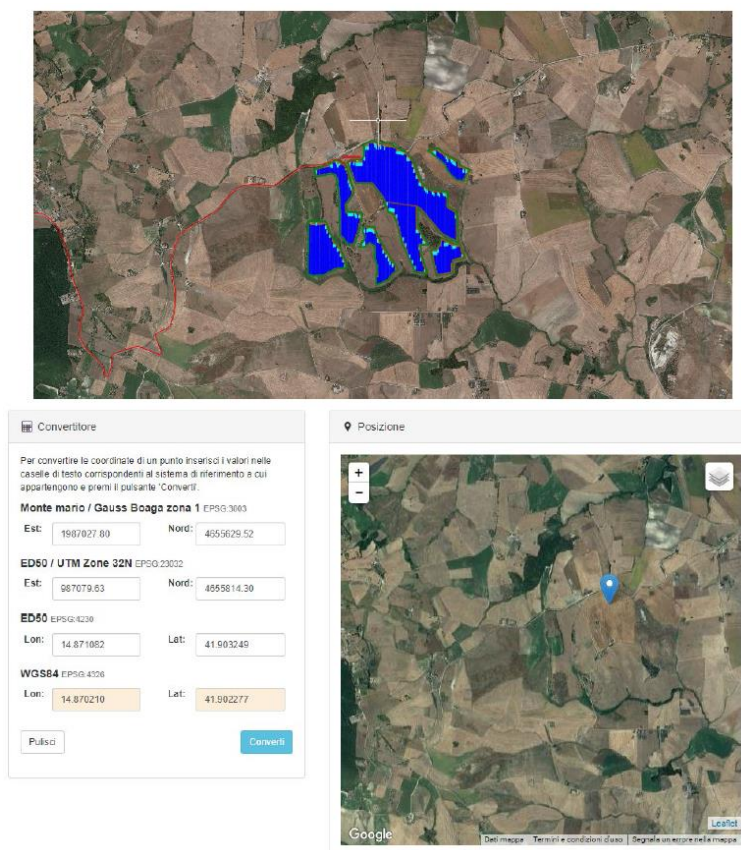 Convertitore
Per convertire le coordinate di un punto inserisci i valori nelle
caselle di testo corrispondenti al sistema di riferimento a cui
appartengono e premi il pulsante 'Converti'.
Monte mario / Gauss Boaga zona 1 EPSG:3003
Est: 1987027.80 Nord: 4655629.52
ED50 / UTM Zone 32N EPSG:23032
Est: 987079.63 Nord: 4655814.30
ED50 EPSG:4230
Lon: 14.871082 Lat: 41.903249
WGS84 EPSG:4326
Lon: 14.870210 Lat: 41.902277
Pulisci Converti
Posizione
+
−
Leaflet
Google
Dati mappa Termini e condizioni d'uso Segnala un errore nella mappa